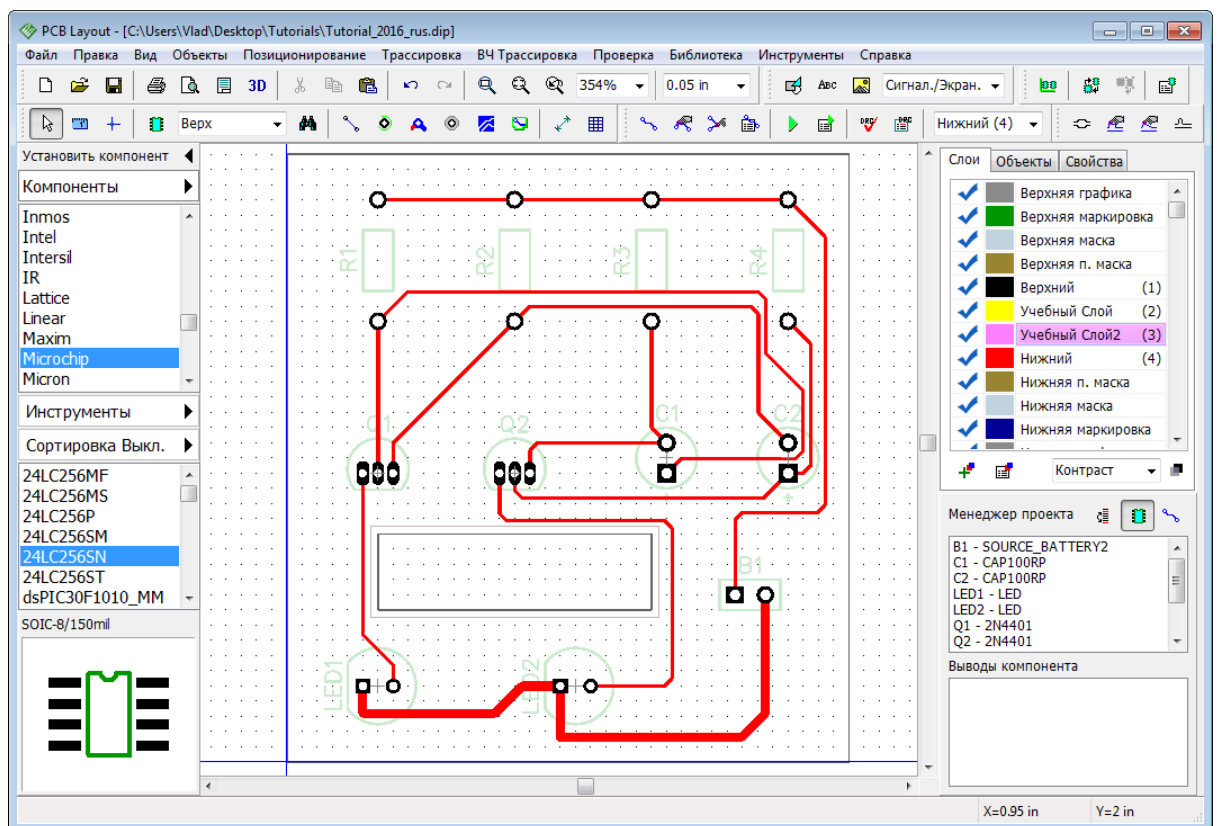 PCB Layout - [C:\Users\Vlad\Desktop\Tutorials\Tutorial_2016_rus.dip]
Файл Правка Вид Объекты Позиционирование Трассировка ВЧ Трассировка Проверка Библиотека Инструменты Справка
3D 354% 0.05 in ABC Сигнал./Экран.
Верх DRC DRC Нижний (4)
Установить компонент
Компоненты
Inmos
Intel
Intersil
IR
Lattice
Linear
Maxim
Microchip
Micron
Инструменты
Сортировка Выкл.
24LC256MF
24LC256MS
24LC256P
24LC256SM
24LC256SN
24LC256ST
dsPIC30F1010_MM
SOIC-8/150mil
R1 R2 R3 R4
Q1 Q2 C1 C2
B1
LED1 LED2
Слои Объекты Свойства
Верхняя графика
Верхняя маркировка
Верхняя маска
Верхняя п. маска
Верхний (1)
Учебный Слой (2)
Учебный Слой2 (3)
Нижний (4)
Нижняя п. маска
Нижняя маска
Нижняя маркировка
Контраст
Менеджер проекта
B1 - SOURCE_BATTERY2
C1 - CAP100RP
C2 - CAP100RP
LED1 - LED
LED2 - LED
Q1 - 2N4401
Q2 - 2N4401
Выводы компонента
X=0.95 in Y=2 in